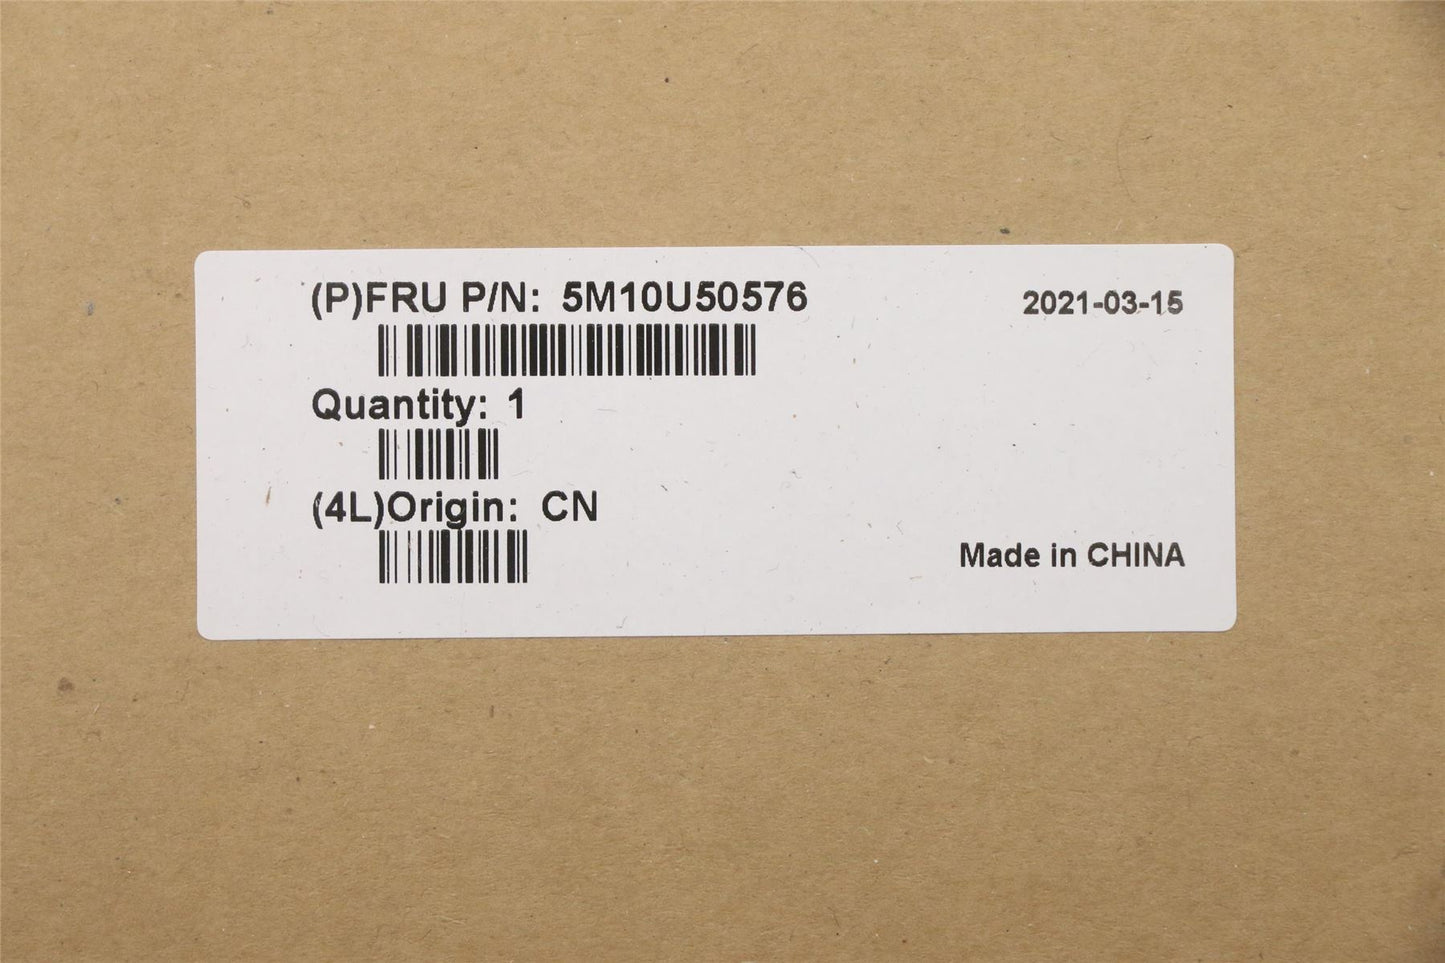 (P)FRU P/N: 5M10U50576
2021-03-15
Quantity: 1
(4L)Origin: CN
Made in CHINA